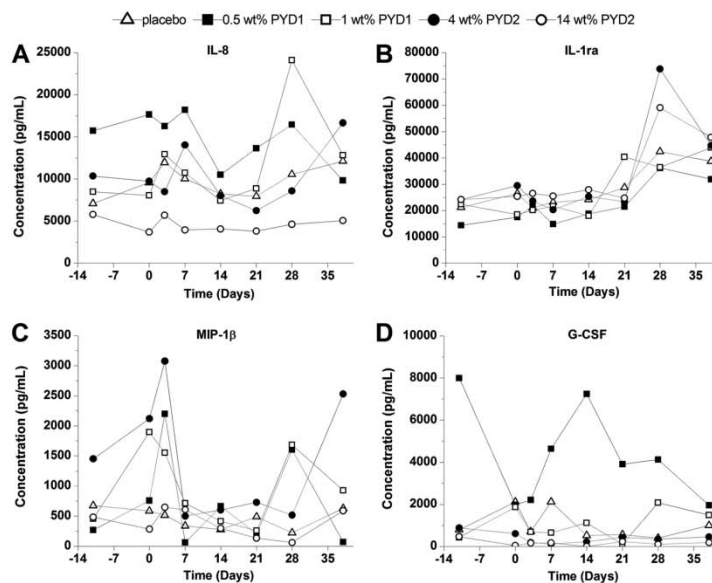 placebo 0.5 wt% PYD1 1 wt% PYD1 4 wt% PYD2 14 wt% PYD2
A IL-8
Concentration (pg/mL)
25000
20000
15000
10000
5000
0
-14 -7 0 7 14 21 28 35
Time (Days)
B IL-1ra
Concentration (pg/mL)
80000
70000
60000
50000
40000
30000
20000
10000
0
-14 -7 0 7 14 21 28 35
Time (Days)
C MIP-1β
Concentration (pg/mL)
3500
3000
2500
2000
1500
1000
500
0
-14 -7 0 7 14 21 28 35
Time (Days)
D G-CSF
Concentration (pg/mL)
10000
8000
6000
4000
2000
0
-14 -7 0 7 14 21 28 35
Time (Days)